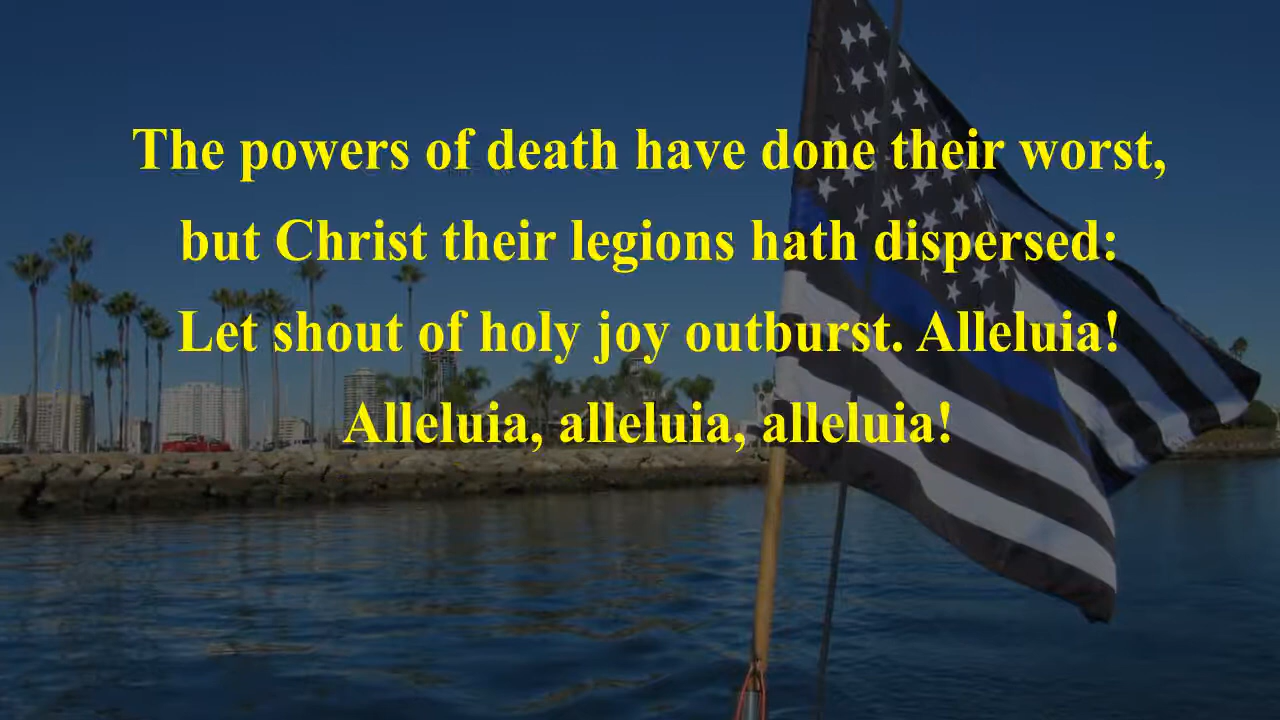 The powers of death have done their worst,
but Christ their legions hath dispersed:
Let shout of holy joy outburst. Alleluia!
Alleluia, alleluia, alleluia!